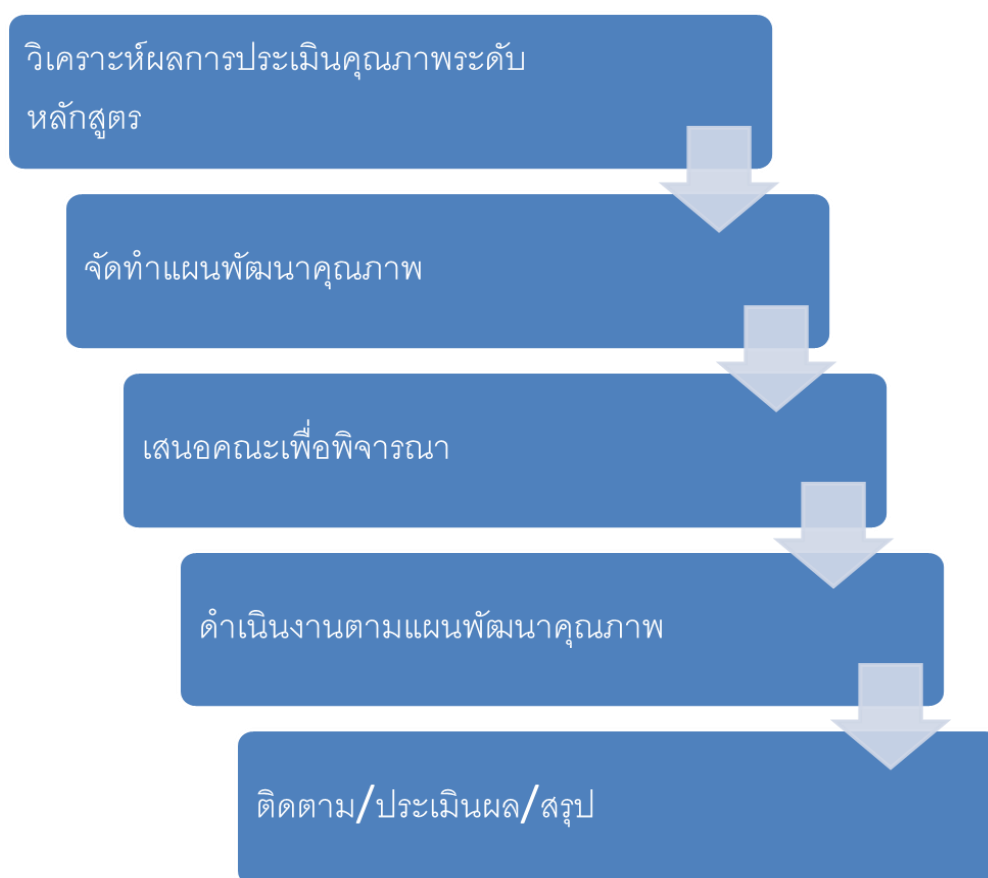 วิเคราะห์ผลการประเมินคุณภาพระดับ
หลักสูตร
จัดทำแผนพัฒนาคุณภาพ
เสนอคณะเพื่อพิจารณา
ดำเนินงานตามแผนพัฒนาคุณภาพ
ติดตาม/ประเมินผล/สรุป